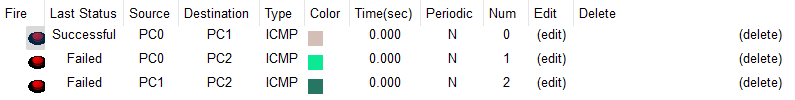 Fire Last Status Source Destination Type Color Time(sec) Periodic Num Edit Delete
Successful PC0 PC1 ICMP 0.000 N 0 (edit) (delete)
Failed PC0 PC2 ICMP 0.000 N 1 (edit) (delete)
Failed PC1 PC2 ICMP 0.000 N 2 (edit) (delete)